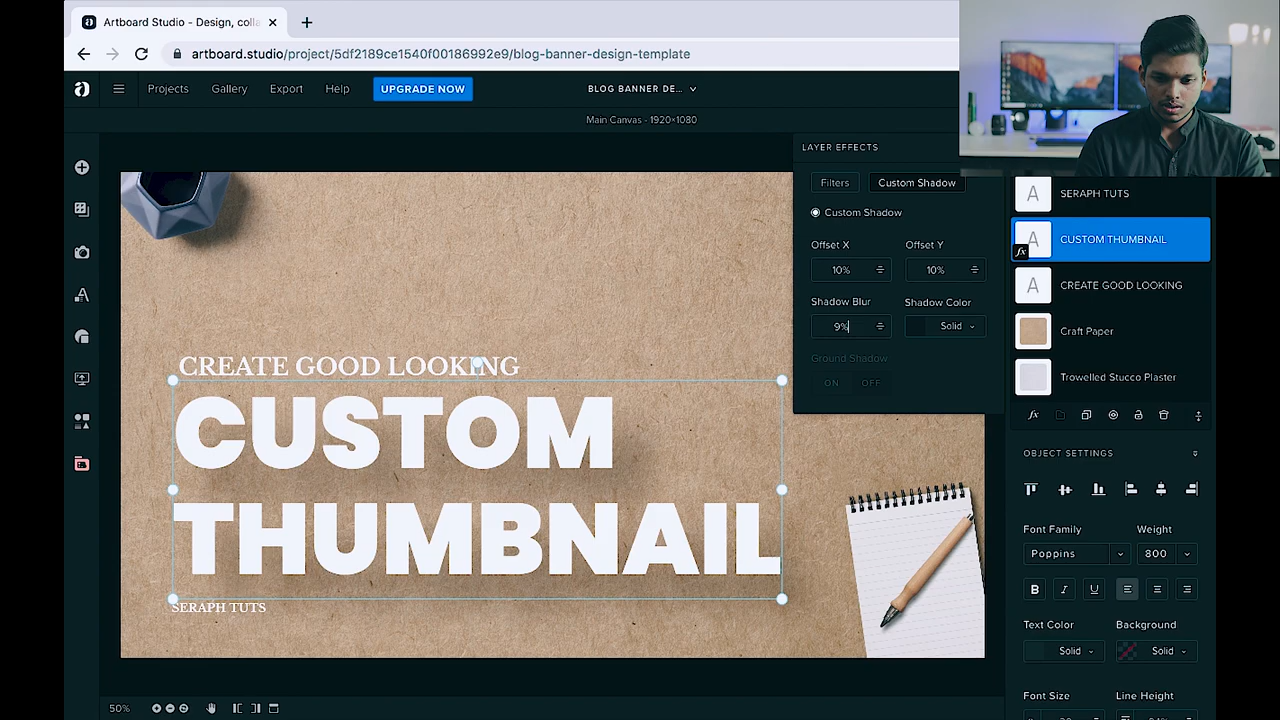 Artboard Studio - Design, colla
artboard.studio/project/5df2189ce1540f00186992e9/blog-banner-design-template
Projects Gallery Export Help UPGRADE NOW BLOG BANNER DE...
Main Canvas - 1920×1080
LAYER EFFECTS
Filters Custom Shadow
Custom Shadow
Offset X Offset Y
10% 10%
Shadow Blur Shadow Color
9% Solid
Ground Shadow
ON OFF
SERAPH TUTS
A CUSTOM THUMBNAIL
fx
A CREATE GOOD LOOKING
Craft Paper
Trowelled Stucco Plaster
fx
OBJECT SETTINGS
Font Family Weight
Poppins 800
B I U
Text Color Background
Solid Solid
Font Size Line Height
CREATE GOOD LOOKING
CUSTOM
THUMBNAIL
SERAPH TUTS
50%